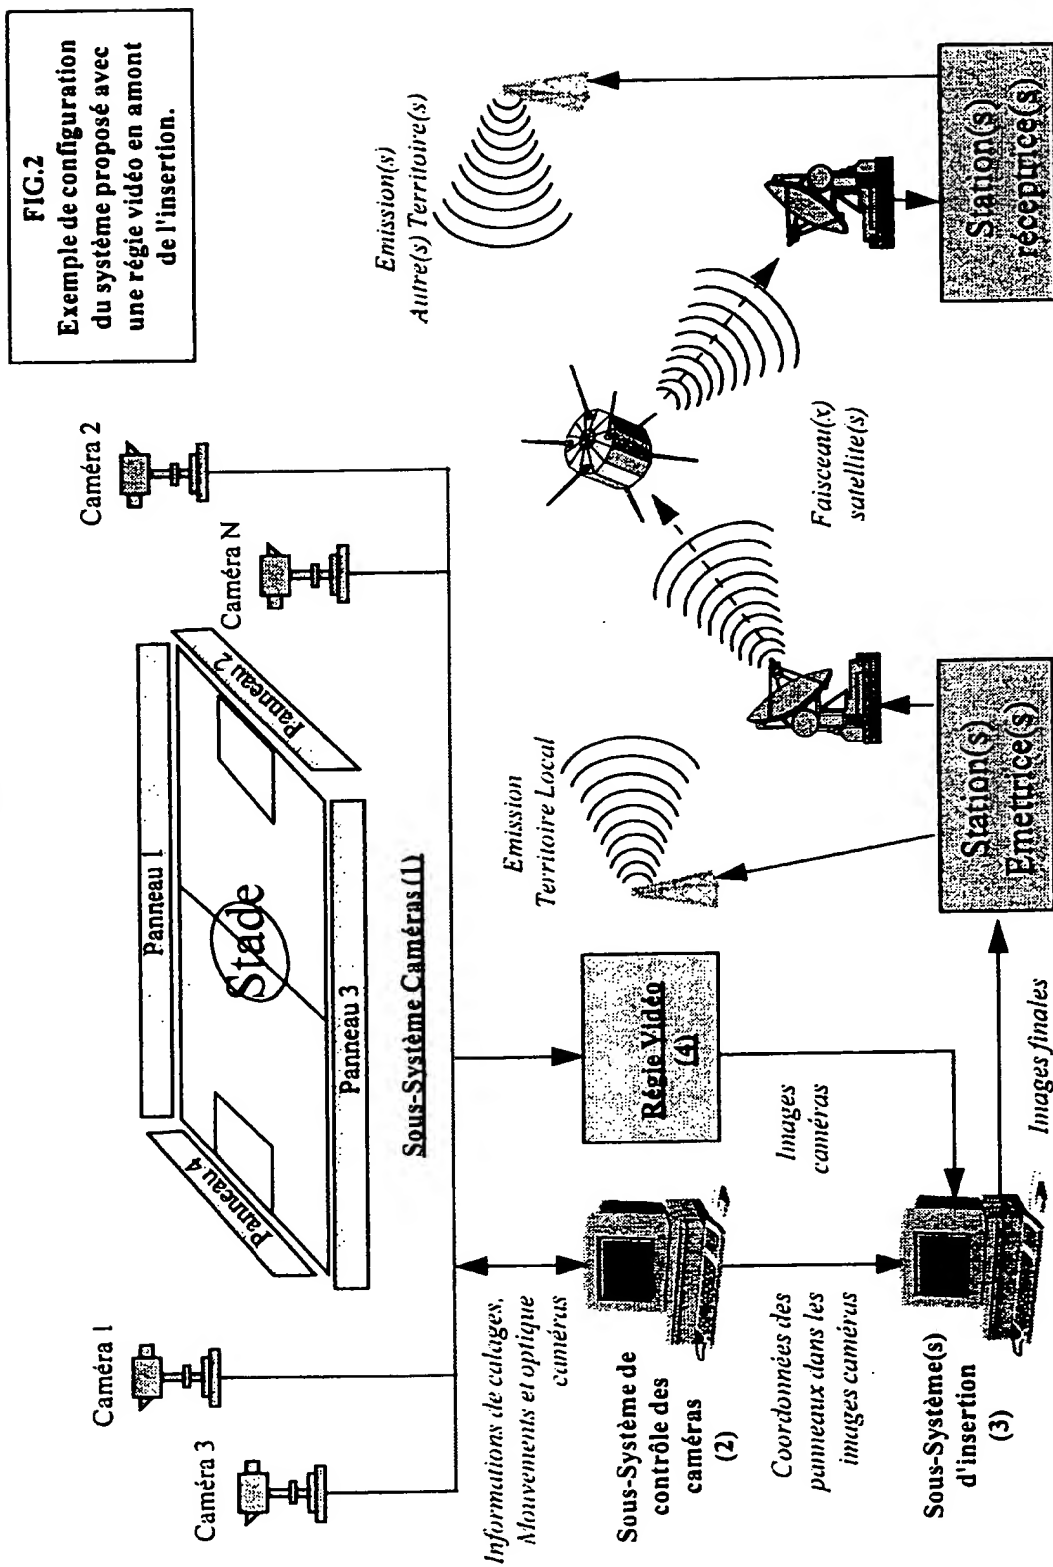 FIG.2
Exemple de configuration
du système proposé avec
une régie vidéo en amont
de l'insertion.
Caméra 1
Caméra 2
Caméra 3
Caméra N
Panneau 1
Panneau 2
Panneau 4
Stade
Panneau 3
Sous-Système Caméras (1)
Informations de calages,
Mouvements et optique
caméras
Sous-Système de
contrôle des
caméras
(2)
Régie Vidéo
(4)
Emission
Territoire Local
Emission(s)
Autre(s) Territoire(s)
Faisceau(x)
satellite(s)
Images
caméras
Coordonnées des
panneaux dans les
images caméras
Sous-Système(s)
d'insertion
(3)
Images finales
Station(s)
Emettrice(s)
Station(s)
réceptrice(s)